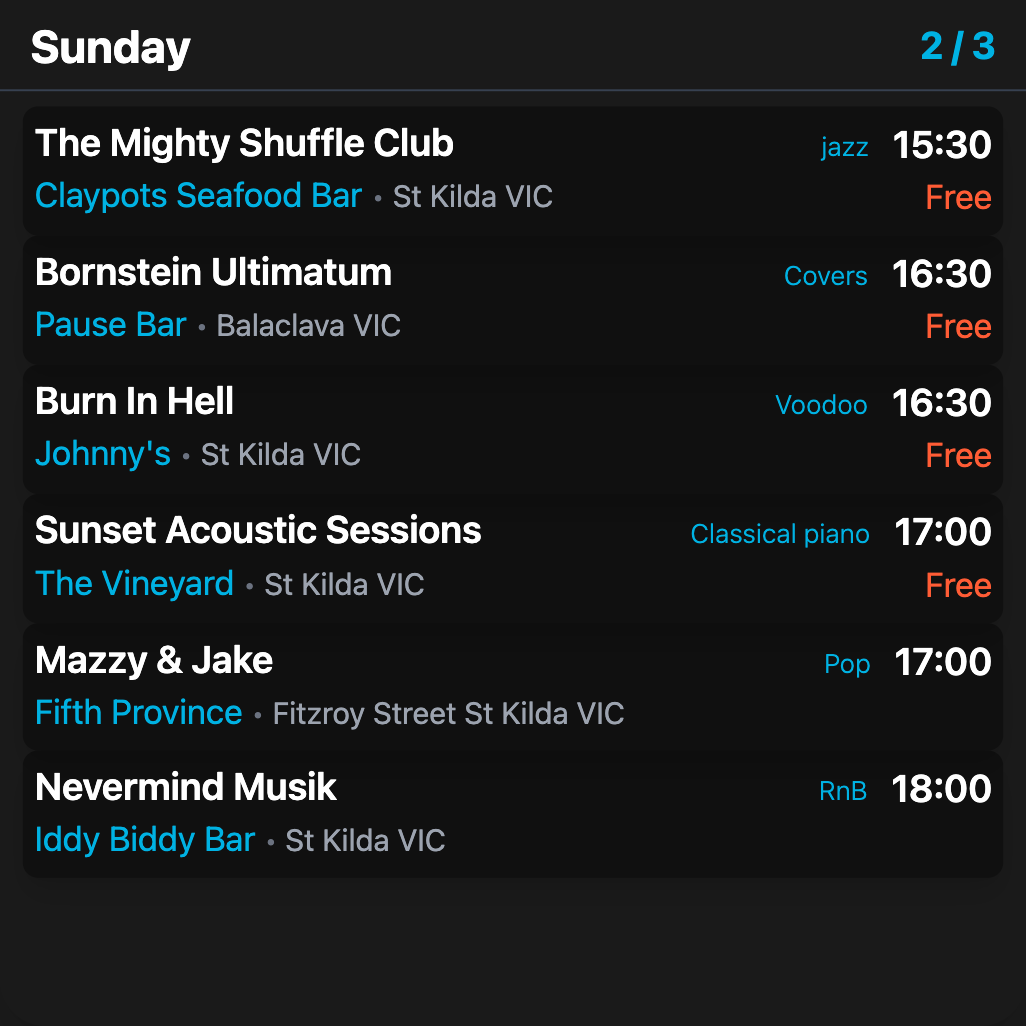 Sunday 2 / 3
The Mighty Shuffle Club jazz 15:30
Claypots Seafood Bar • St Kilda VIC Free
Bornstein Ultimatum Covers 16:30
Pause Bar • Balaclava VIC Free
Burn In Hell Voodoo 16:30
Johnny's • St Kilda VIC Free
Sunset Acoustic Sessions Classical piano 17:00
The Vineyard • St Kilda VIC Free
Mazzy & Jake Pop 17:00
Fifth Province • Fitzroy Street St Kilda VIC
Nevermind Musik RnB 18:00
Iddy Biddy Bar • St Kilda VIC